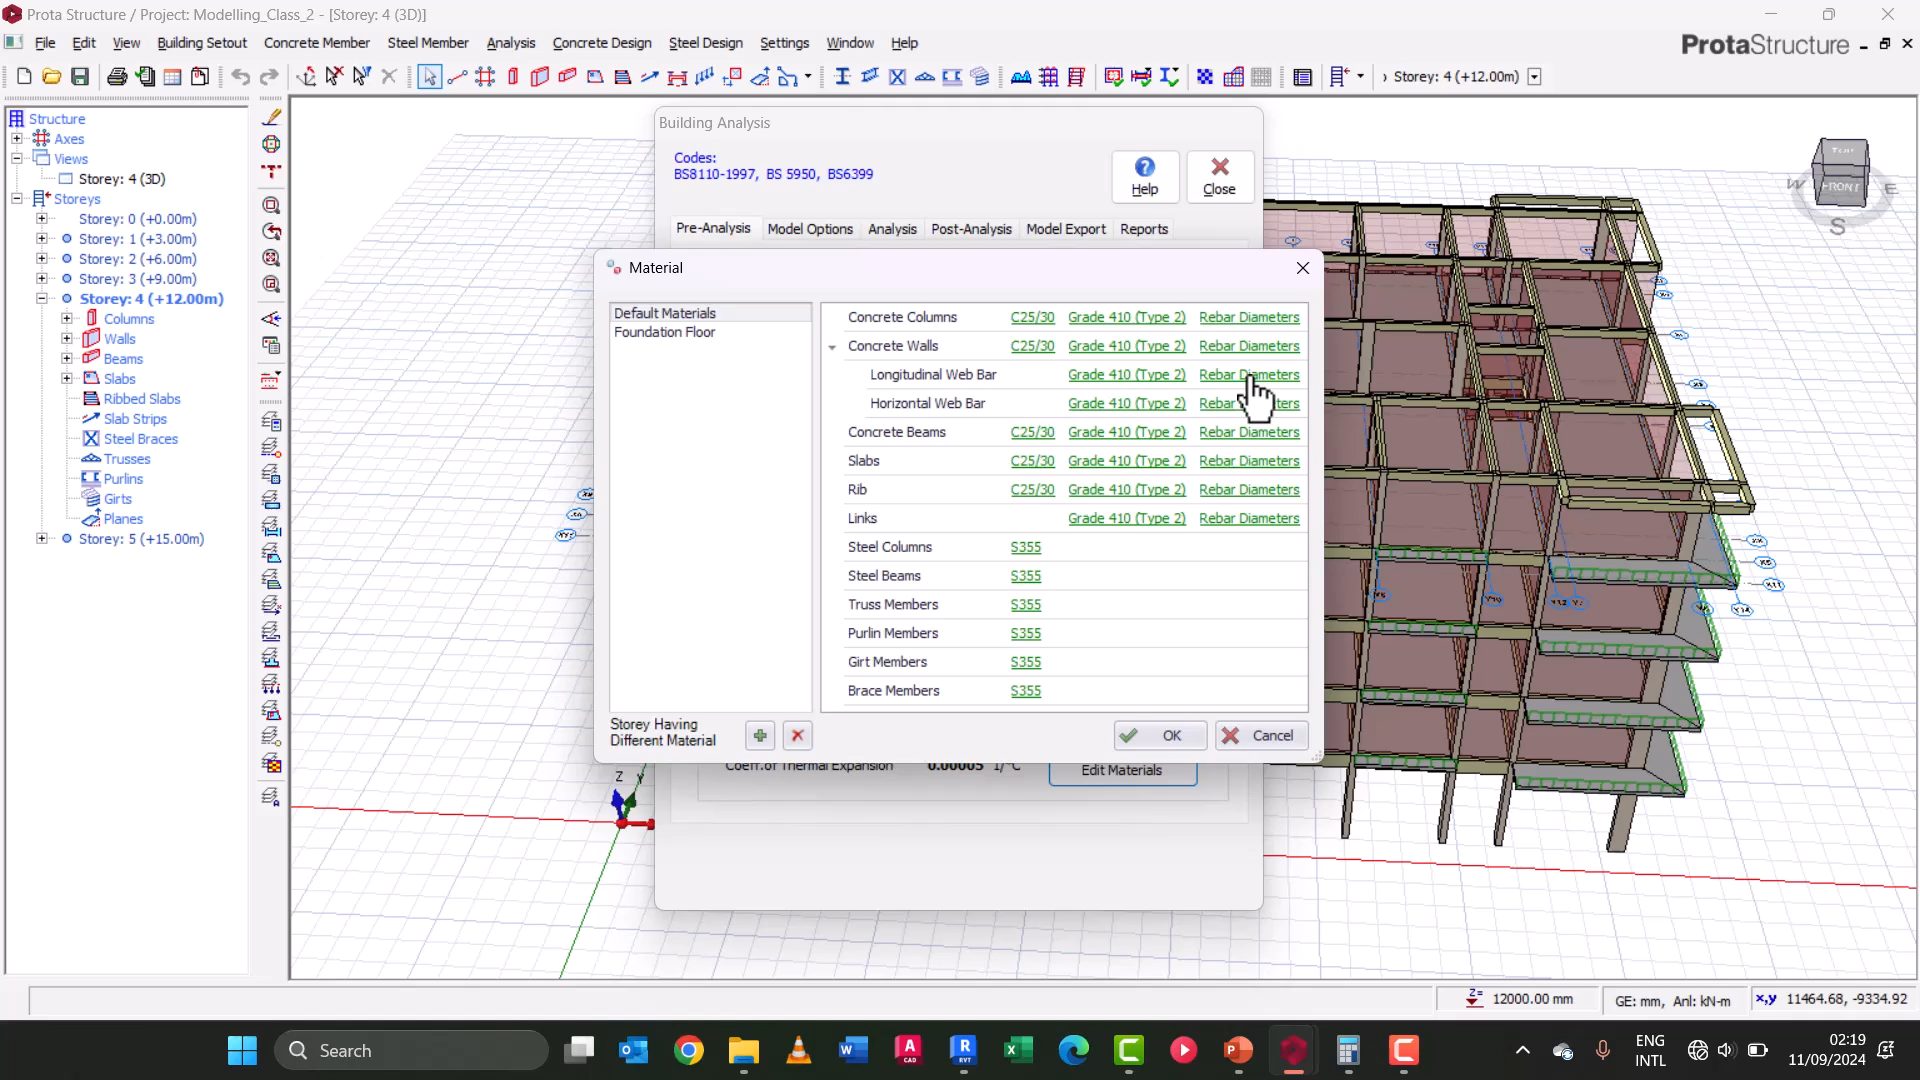 Prota Structure / Project: Modelling_Class_2 - [Storey: 4 (3D)]
File Edit View Building Setout Concrete Member Steel Member Analysis Concrete Design Steel Design Settings Window Help
ProtaStructure
Storey: 4 (+12.00m)
Structure
Axes
Views
Storey: 4 (3D)
Storeys
Storey: 0 (+0.00m)
Storey: 1 (+3.00m)
Storey: 2 (+6.00m)
Storey: 3 (+9.00m)
Storey: 4 (+12.00m)
Columns
Walls
Beams
Slabs
Ribbed Slabs
Slab Strips
Steel Braces
Trusses
Purlins
Girts
Planes
Storey: 5 (+15.00m)
Building Analysis
Codes:
BS8110-1997, BS 5950, BS6399
Help
Close
Pre-Analysis Model Options Analysis Post-Analysis Model Export Reports
Material
Default Materials
Foundation Floor
Concrete Columns C25/30 Grade 410 (Type 2) Rebar Diameters
Concrete Walls C25/30 Grade 410 (Type 2) Rebar Diameters
Longitudinal Web Bar Grade 410 (Type 2) Rebar Diameters
Horizontal Web Bar Grade 410 (Type 2) Rebar
Concrete Beams C25/30 Grade 410 (Type 2) Rebar Diameters
Slabs C25/30 Grade 410 (Type 2) Rebar Diameters
Rib C25/30 Grade 410 (Type 2) Rebar Diameters
Links Grade 410 (Type 2) Rebar Diameters
Steel Columns S355
Steel Beams S355
Truss Members S355
Purlin Members S355
Girt Members S355
Brace Members S355
Storey Having
Different Material
OK
Cancel
Coeff.of Thermal Expansion 0.00005 1/°C
Edit Materials
Z Y
FRONT
W E
S
Z= 12000.00 mm
GE: mm, Anl: kN-m
x,y 11464.68, -9334.92
Search
ENG
INTL
02:19
11/09/2024